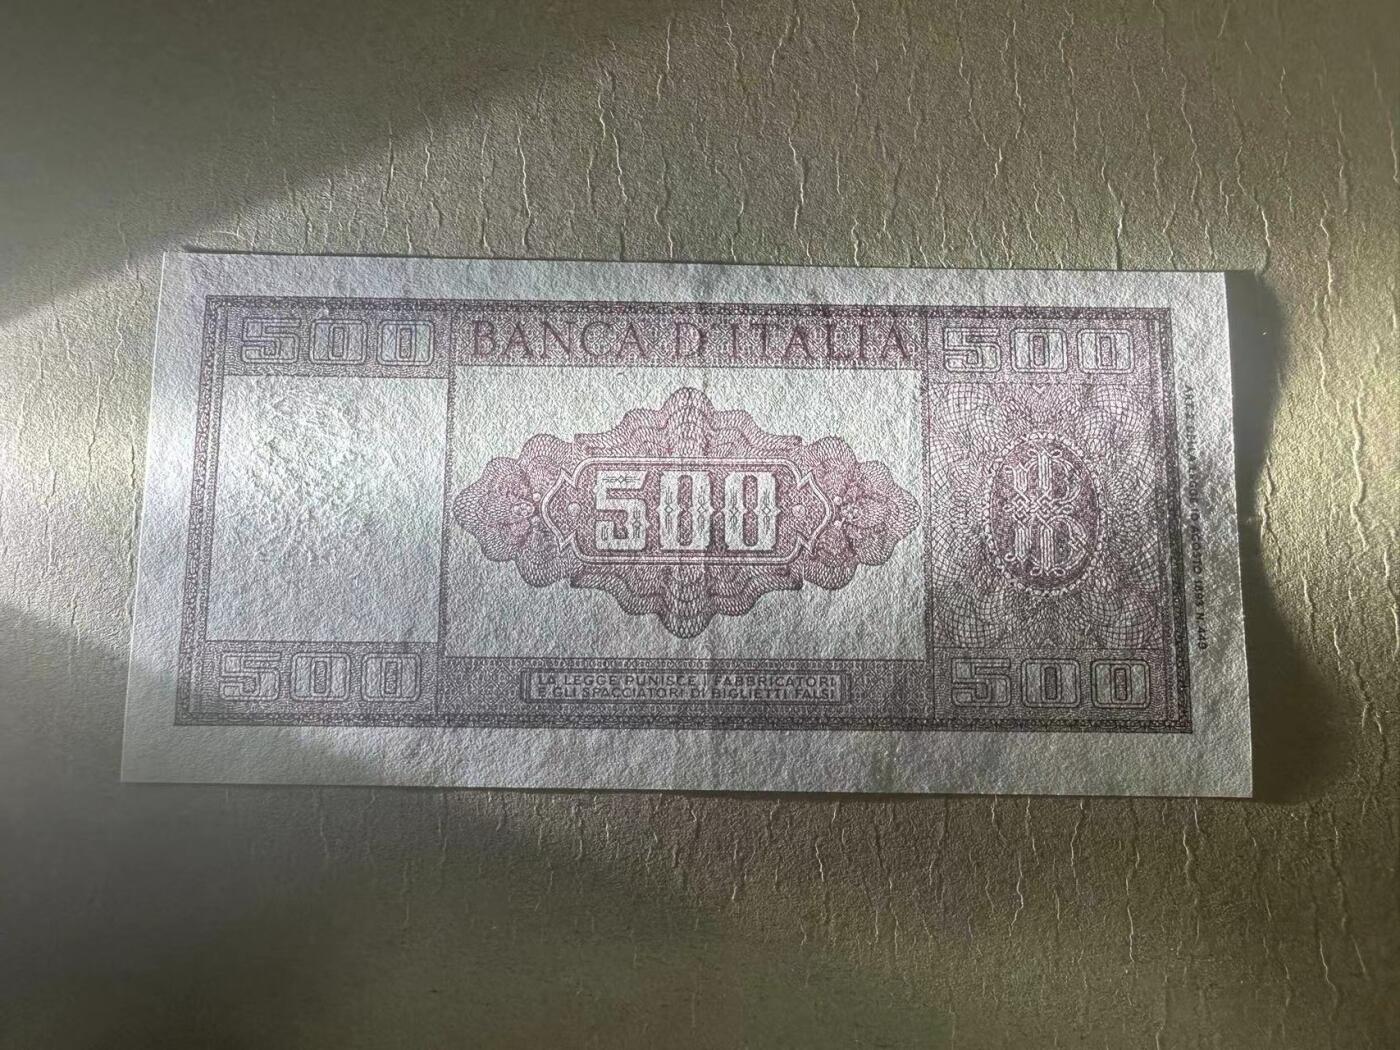 500 BANCA D'ITALIA 500
500
500 LA LEGGE PUNISCE I FABBRICATORI 500
E GLI SPACCIATORI DI BIGLIETTI FALSI